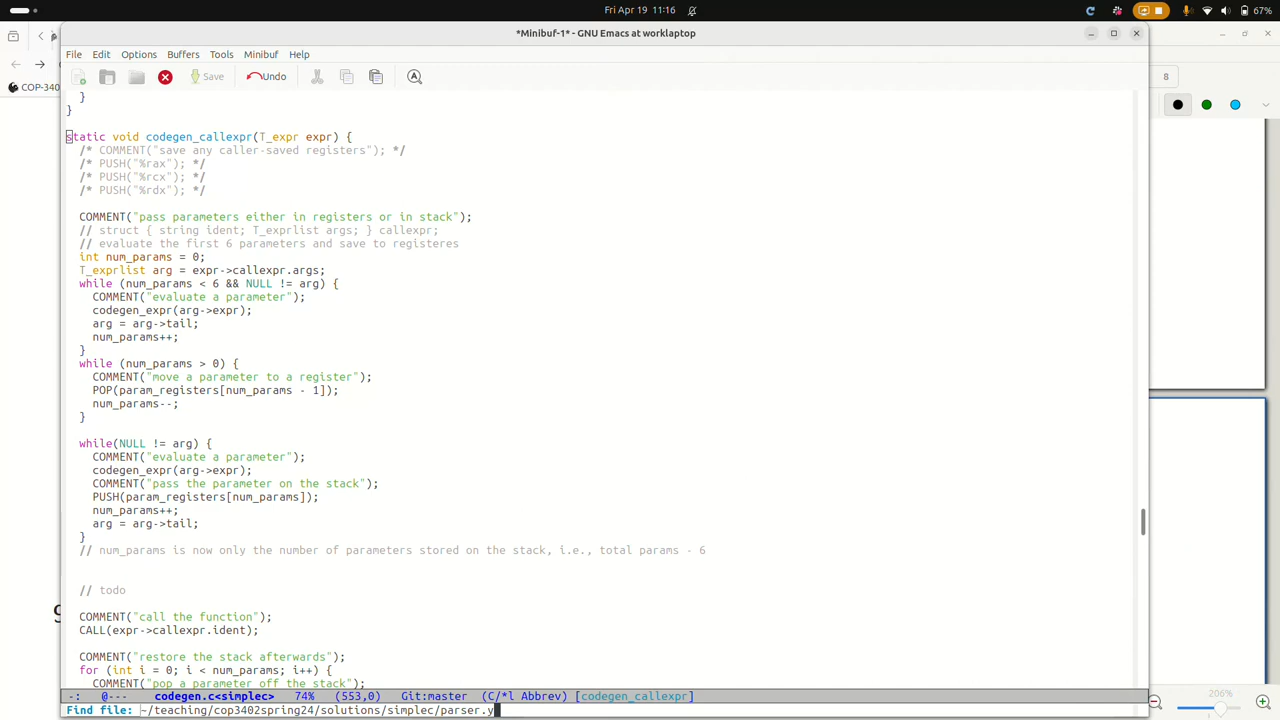 Fri Apr 19 11:16
67%
*Minibuf-1* - GNU Emacs at worklaptop
File Edit Options Buffers Tools Minibuf Help
Save Undo
8
COP-340
}
}
static void codegen_callexpr(T_expr expr) {
/* COMMENT("save any caller-saved registers"); */
/* PUSH("%rax"); */
/* PUSH("%rcx"); */
/* PUSH("%rdx"); */
COMMENT("pass parameters either in registers or in stack");
// struct { string ident; T_exprlist args; } callexpr;
// evaluate the first 6 parameters and save to registeres
int num_params = 0;
T_exprlist arg = expr->callexpr.args;
while (num_params < 6 && NULL != arg) {
COMMENT("evaluate a parameter");
codegen_expr(arg->expr);
arg = arg->tail;
num_params++;
}
while (num_params > 0) {
COMMENT("move a parameter to a register");
POP(param_registers[num_params - 1]);
num_params--;
}
while(NULL != arg) {
COMMENT("evaluate a parameter");
codegen_expr(arg->expr);
COMMENT("pass the parameter on the stack");
PUSH(param_registers[num_params]);
num_params++;
arg = arg->tail;
}
// num_params is now only the number of parameters stored on the stack, i.e., total params - 6
// todo
COMMENT("call the function");
CALL(expr->callexpr.ident);
COMMENT("restore the stack afterwards");
for (int i = 0; i < num_params; i++) {
COMMENT("pop a parameter off the stack");
-: @--- codegen.c<simplec> 74% (553,0) Git:master (C/*l Abbrev) [codegen_callexpr]
206%
Find file: ~/teaching/cop3402spring24/solutions/simplec/parser.y